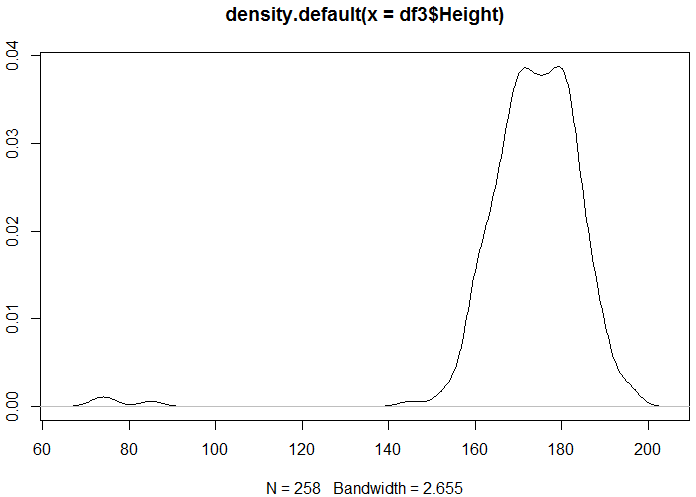 density.default(x = df3$Height)
0.04
0.03
0.02
0.01
0.00
60 80 100 120 140 160 180 200
N = 258 Bandwidth = 2.655